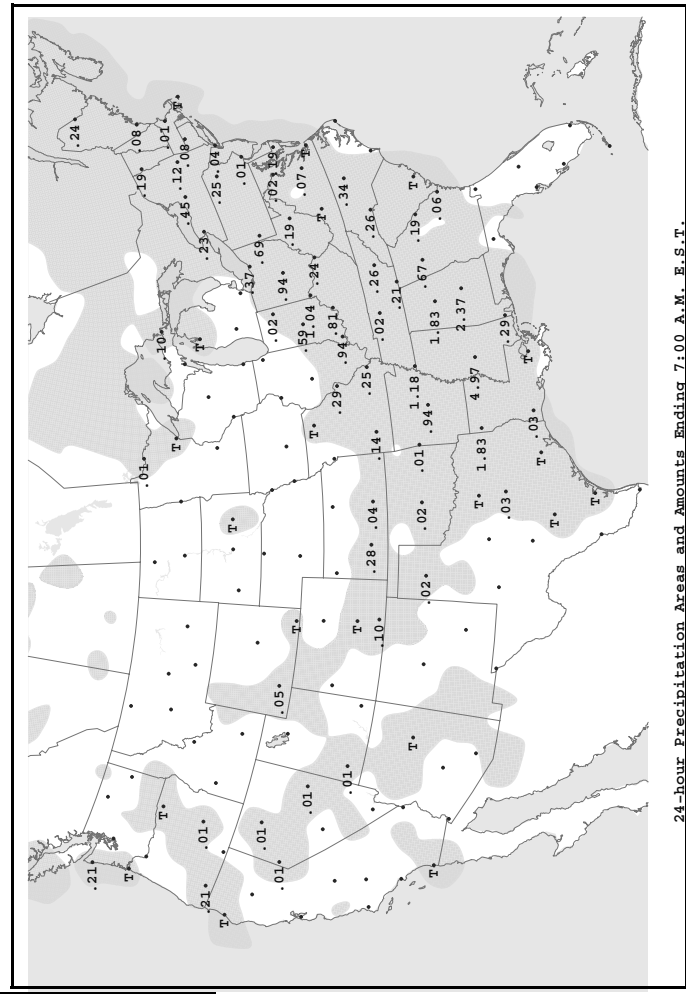 .24
.21
T
.08
.19
.01
.10
T
.01
T
.12
T
.08
.45
T
.01
.23
.21
.04
.25
T
T
.01
.37
.69
.01
.02
.02
.19
.01
.05
.94
.19
T
.07
.59
T
.01
1.04
.24
T
T
.81
.29
.94
.34
.01
T
.25
.26
.28
.04
.26
.14
.10
.02
.21
T
T
1.18
.19
.01
.02
.67
.02
.94
T
1.83
.06
2.37
4.97
T
1.83
.03
.29
T
.03
T
T
T
24-hour Precipitation Areas and Amounts Ending 7:00 A.M. E.S.T.